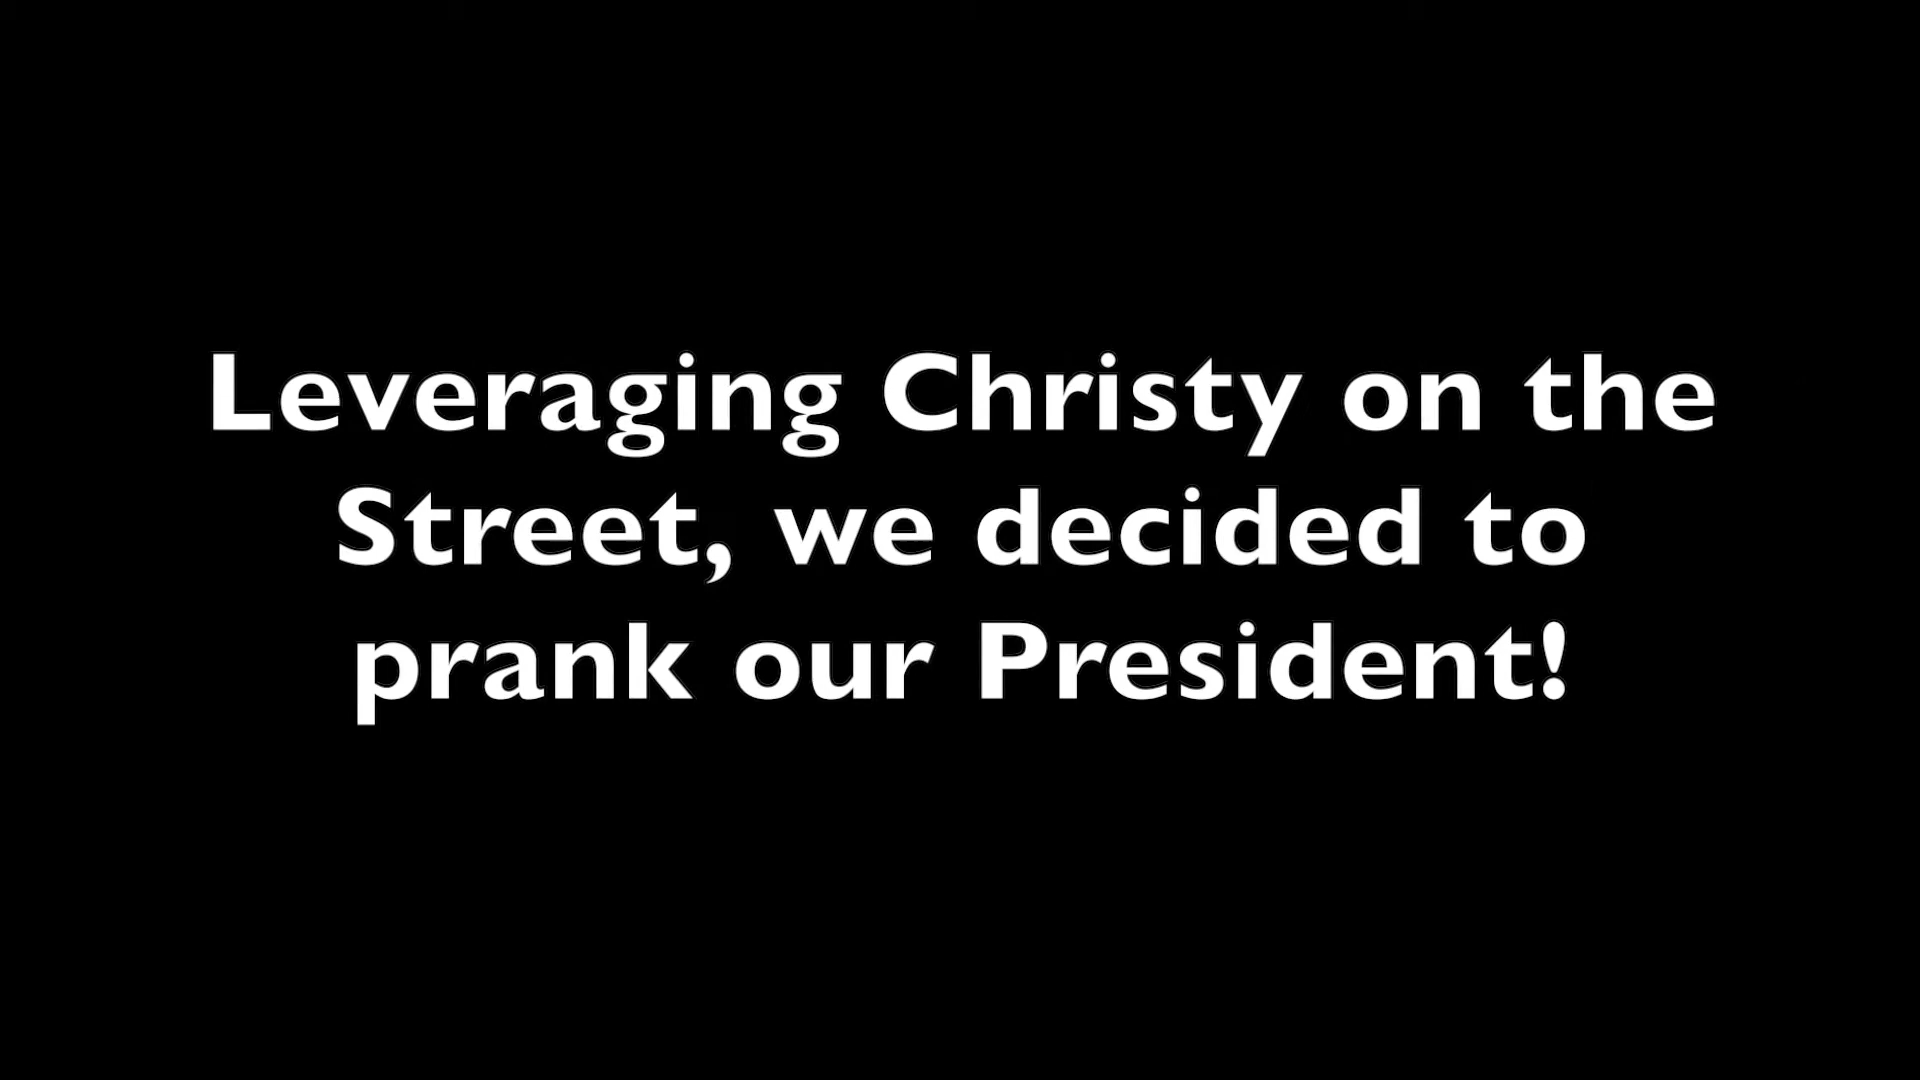 Leveraging Christy on the
Street, we decided to
prank our President!